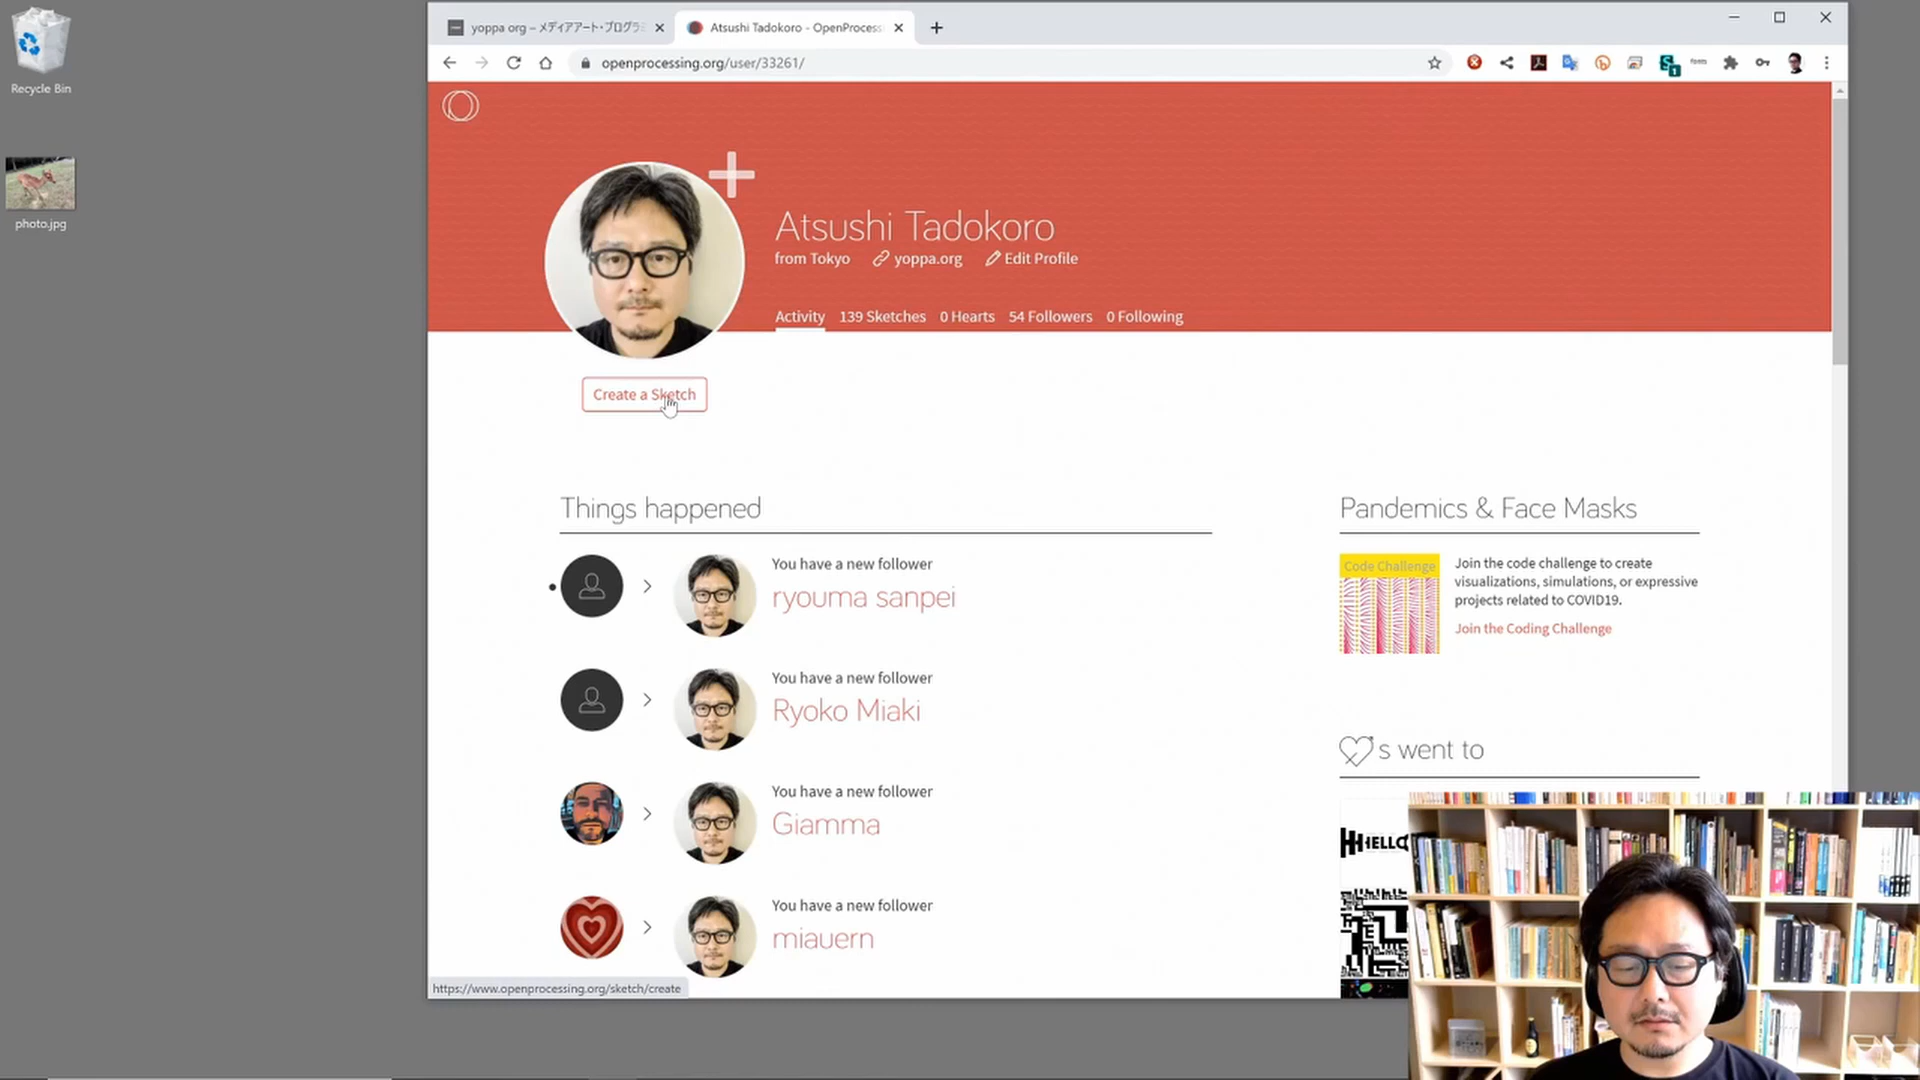 Recycle Bin
photo.jpg
yoppa org – メディアアート・プログラミ
Atsushi Tadokoro - OpenProcess
openprocessing.org/user/33261/
Atsushi Tadokoro
from Tokyo yoppa.org Edit Profile
Activity 139 Sketches 0 Hearts 54 Followers 0 Following
Create a Sketch
Things happened
You have a new follower
ryouma sanpei
You have a new follower
Ryoko Miaki
You have a new follower
Giamma
You have a new follower
miauern
Pandemics & Face Masks
Code Challenge
Join the code challenge to create
visualizations, simulations, or expressive
projects related to COVID19.
Join the Coding Challenge
s went to
HELLO
https://www.openprocessing.org/sketch/create